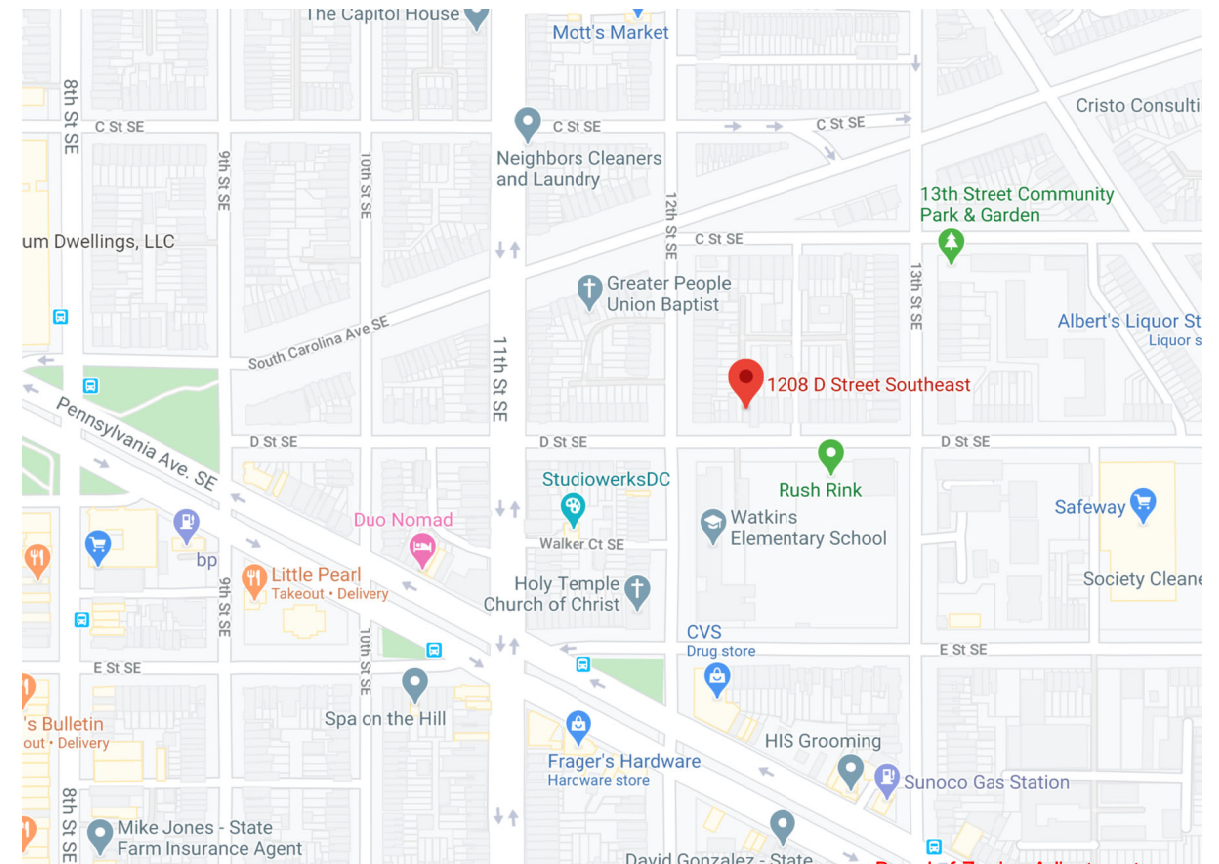 The Capitol House
Mott's Market
8th St SE
C St SE
C St SE
C St SE
Cristo Consulti
Neighbors Cleaners
and Laundry
9th St SE
10th St SE
12th St SE
13th Street Community
Park & Garden
um Dwellings, LLC
C St SE
13th St SE
Greater People
Union Baptist
Albert's Liquor St
Liquor s
South Carolina Ave SE
11th St SE
1208 D Street Southeast
Pennsylvania Ave. SE
D St SE
D St SE
D St SE
StudiowerksDC
Rush Rink
Safeway
Duo Nomad
Watkins
Elementary School
Walker Ct SE
bp
Little Pearl
Takeout • Delivery
9th St SE
Holy Temple
Church of Christ
Society Cleane
10th St SE
CVS
Drug store
E St SE
E St SE
Spa on the Hill
's Bulletin
out • Delivery
Frager's Hardware
Hardware store
HIS Grooming
Sunoco Gas Station
8th St SE
Mike Jones - State
Farm Insurance Agent
David Gonzalez - State